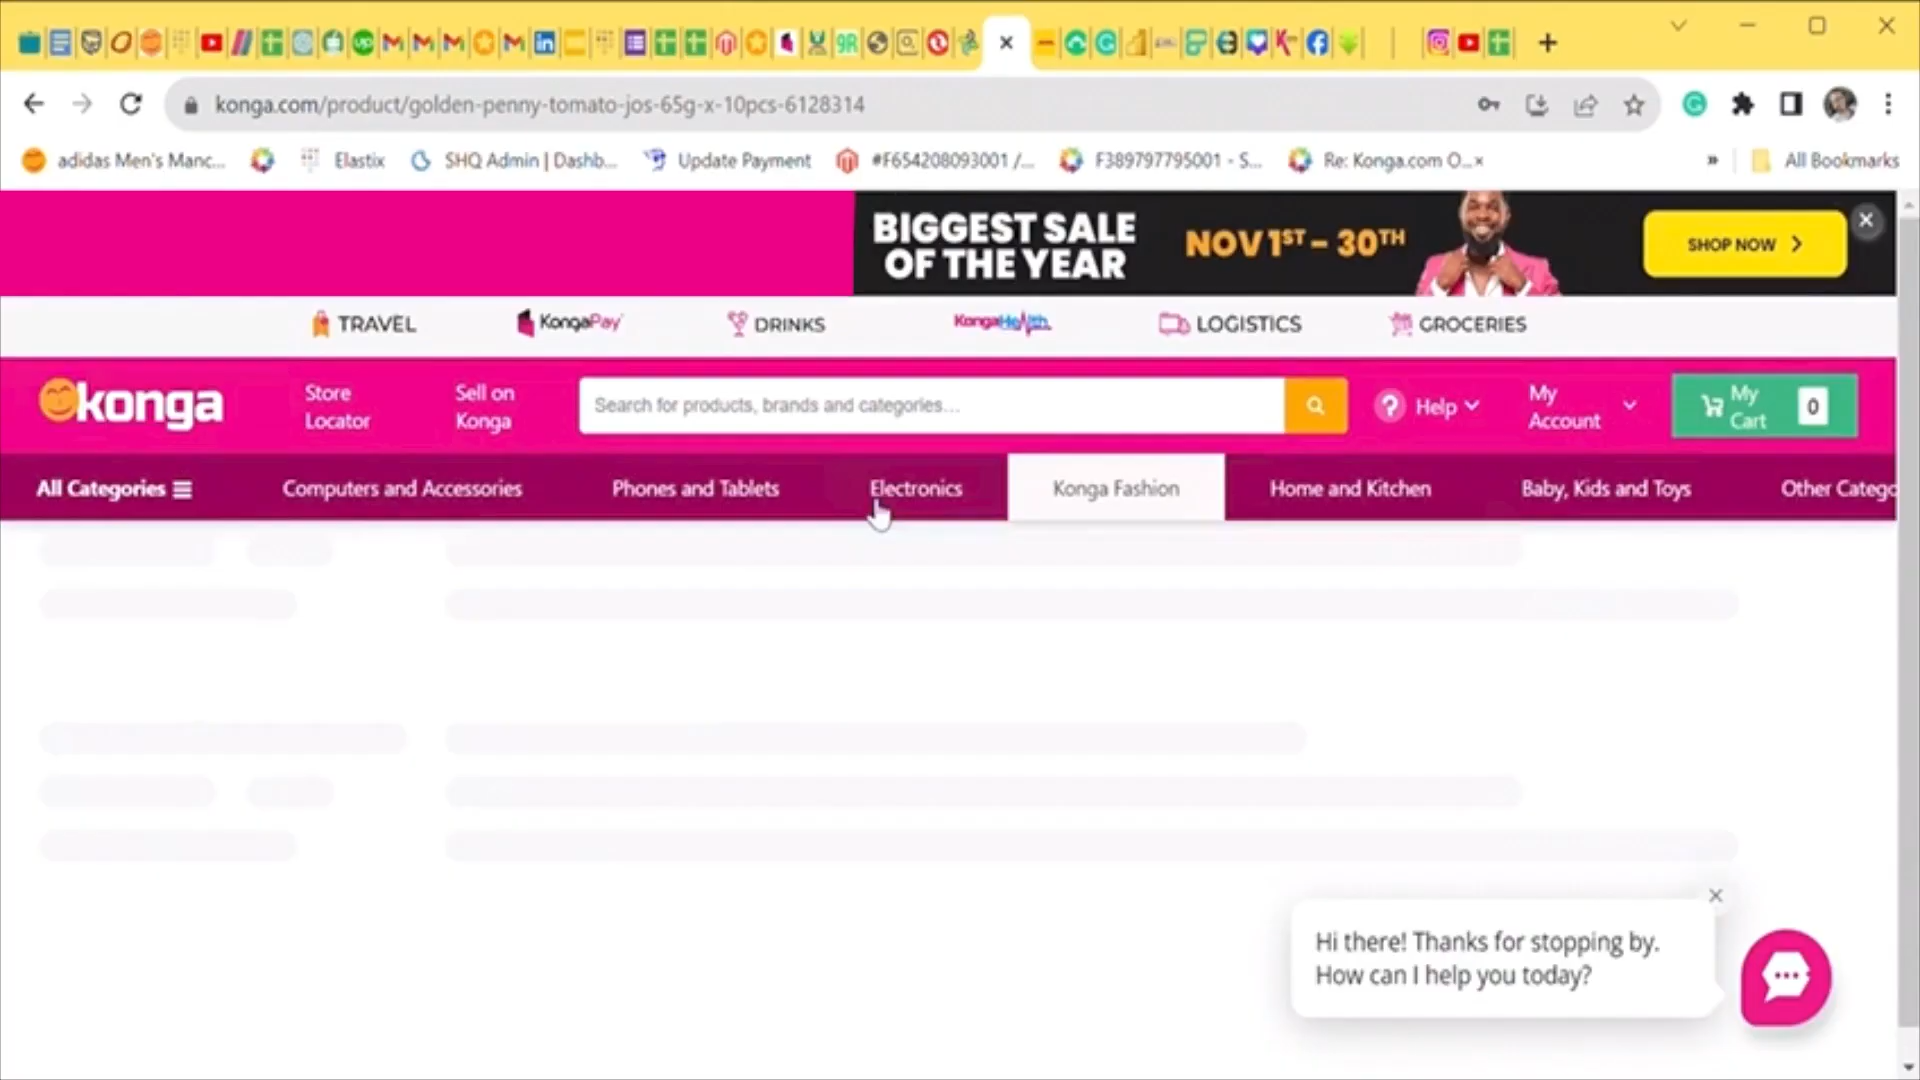 konga.com/product/golden-penny-tomato-jos-65g-x-10pcs-6128314
adidas Men's Manc... Elastix SHQ Admin | Dashb... Update Payment #F654208093001 /... F389797795001 - S... Re: Konga.com O...× » All Bookmarks
BIGGEST SALE
OF THE YEAR
NOV 1ST – 30TH
SHOP NOW
TRAVEL KongaPay DRINKS KongaHealth LOGISTICS GROCERIES
konga
Store
Locator
Sell on
Konga
Search for products, brands and categories...
? Help
My
Account
My
Cart
0
All Categories Computers and Accessories Phones and Tablets Electronics Konga Fashion Home and Kitchen Baby, Kids and Toys Other Catego
Hi there! Thanks for stopping by.
How can I help you today?